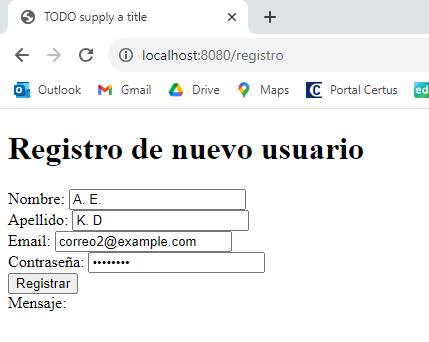 TODO supply a title
localhost:8080/registro
Outlook Gmail Drive Maps Portal Certus ed
Registro de nuevo usuario
Nombre: A. E.
Apellido: K. D
Email: correo2@example.com
Contraseña: ••••••••
Registrar
Mensaje: